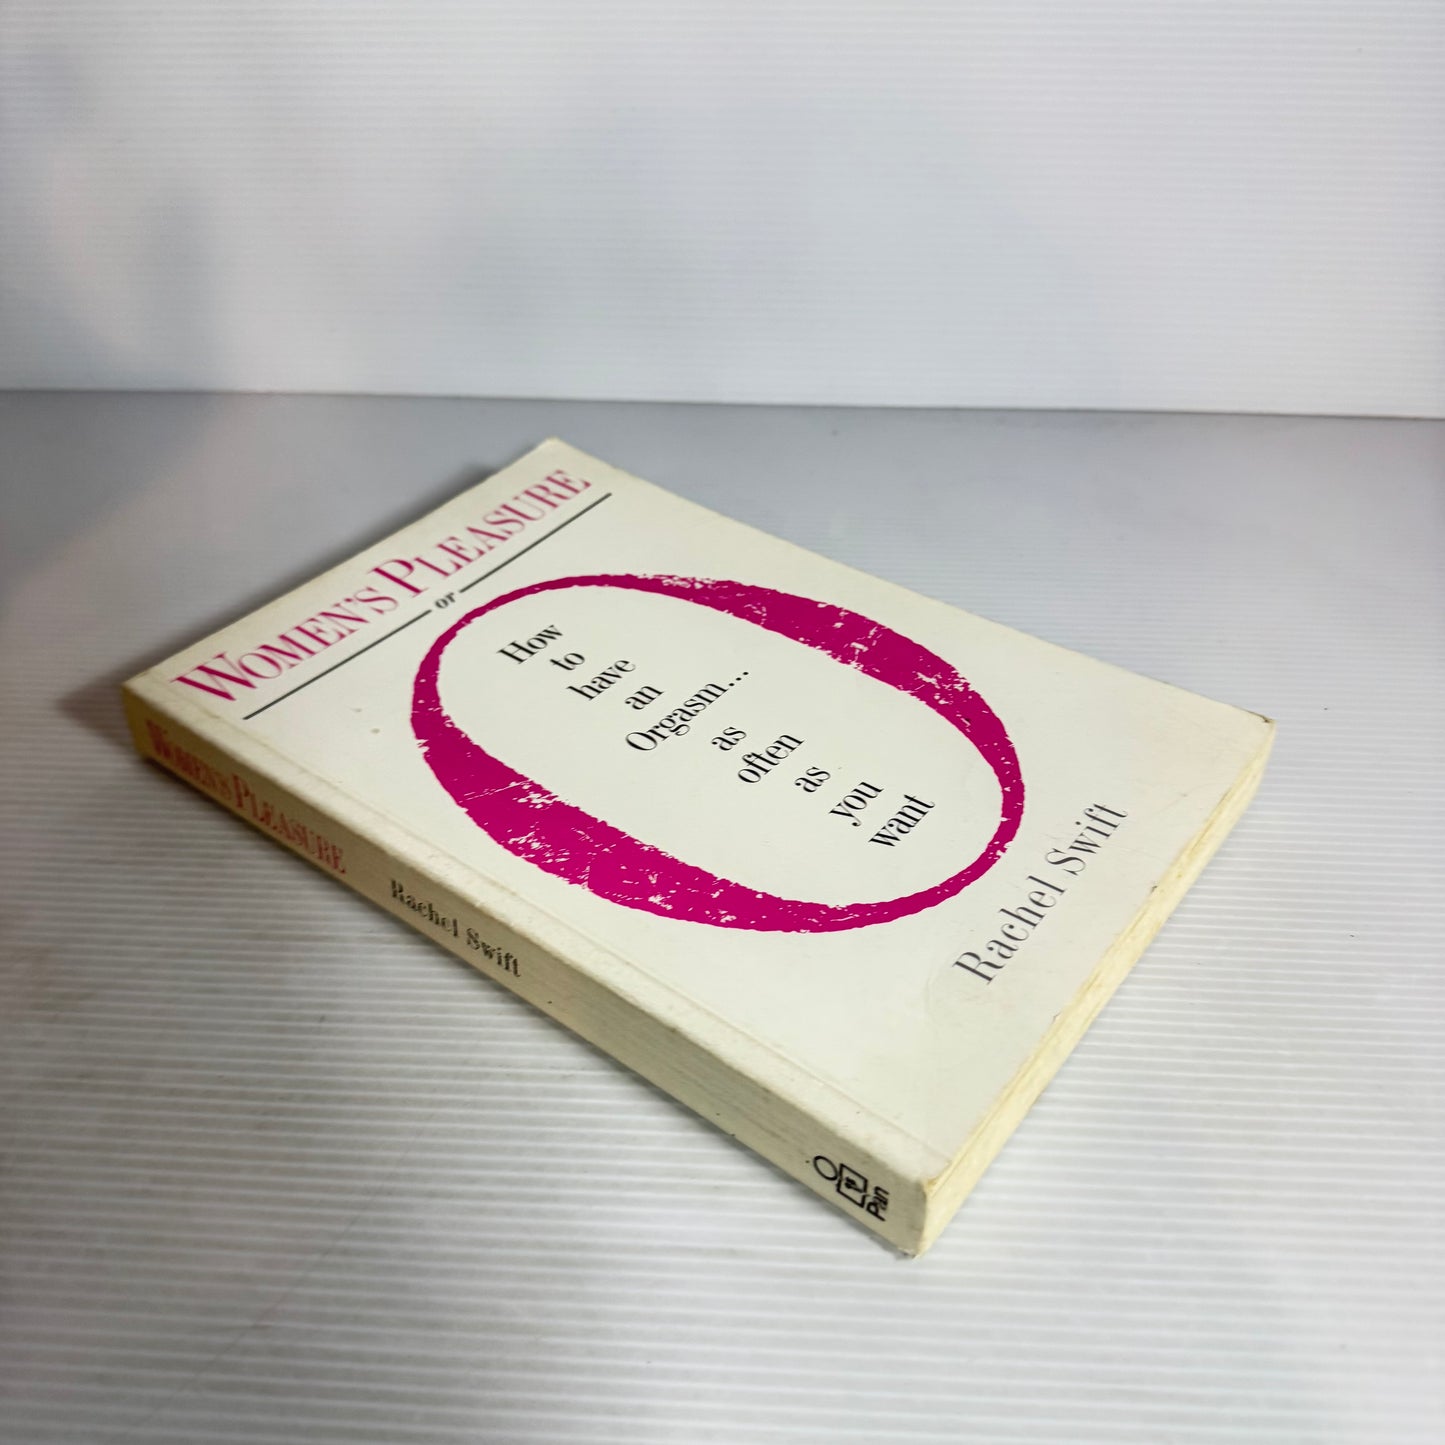 WOMEN'S PLEASURE
or
How
to
have
an
Orgasm...
as
often
as
you
want
Rachel Swift
WOMEN'S PLEASURE
Rachel Swift
Pan